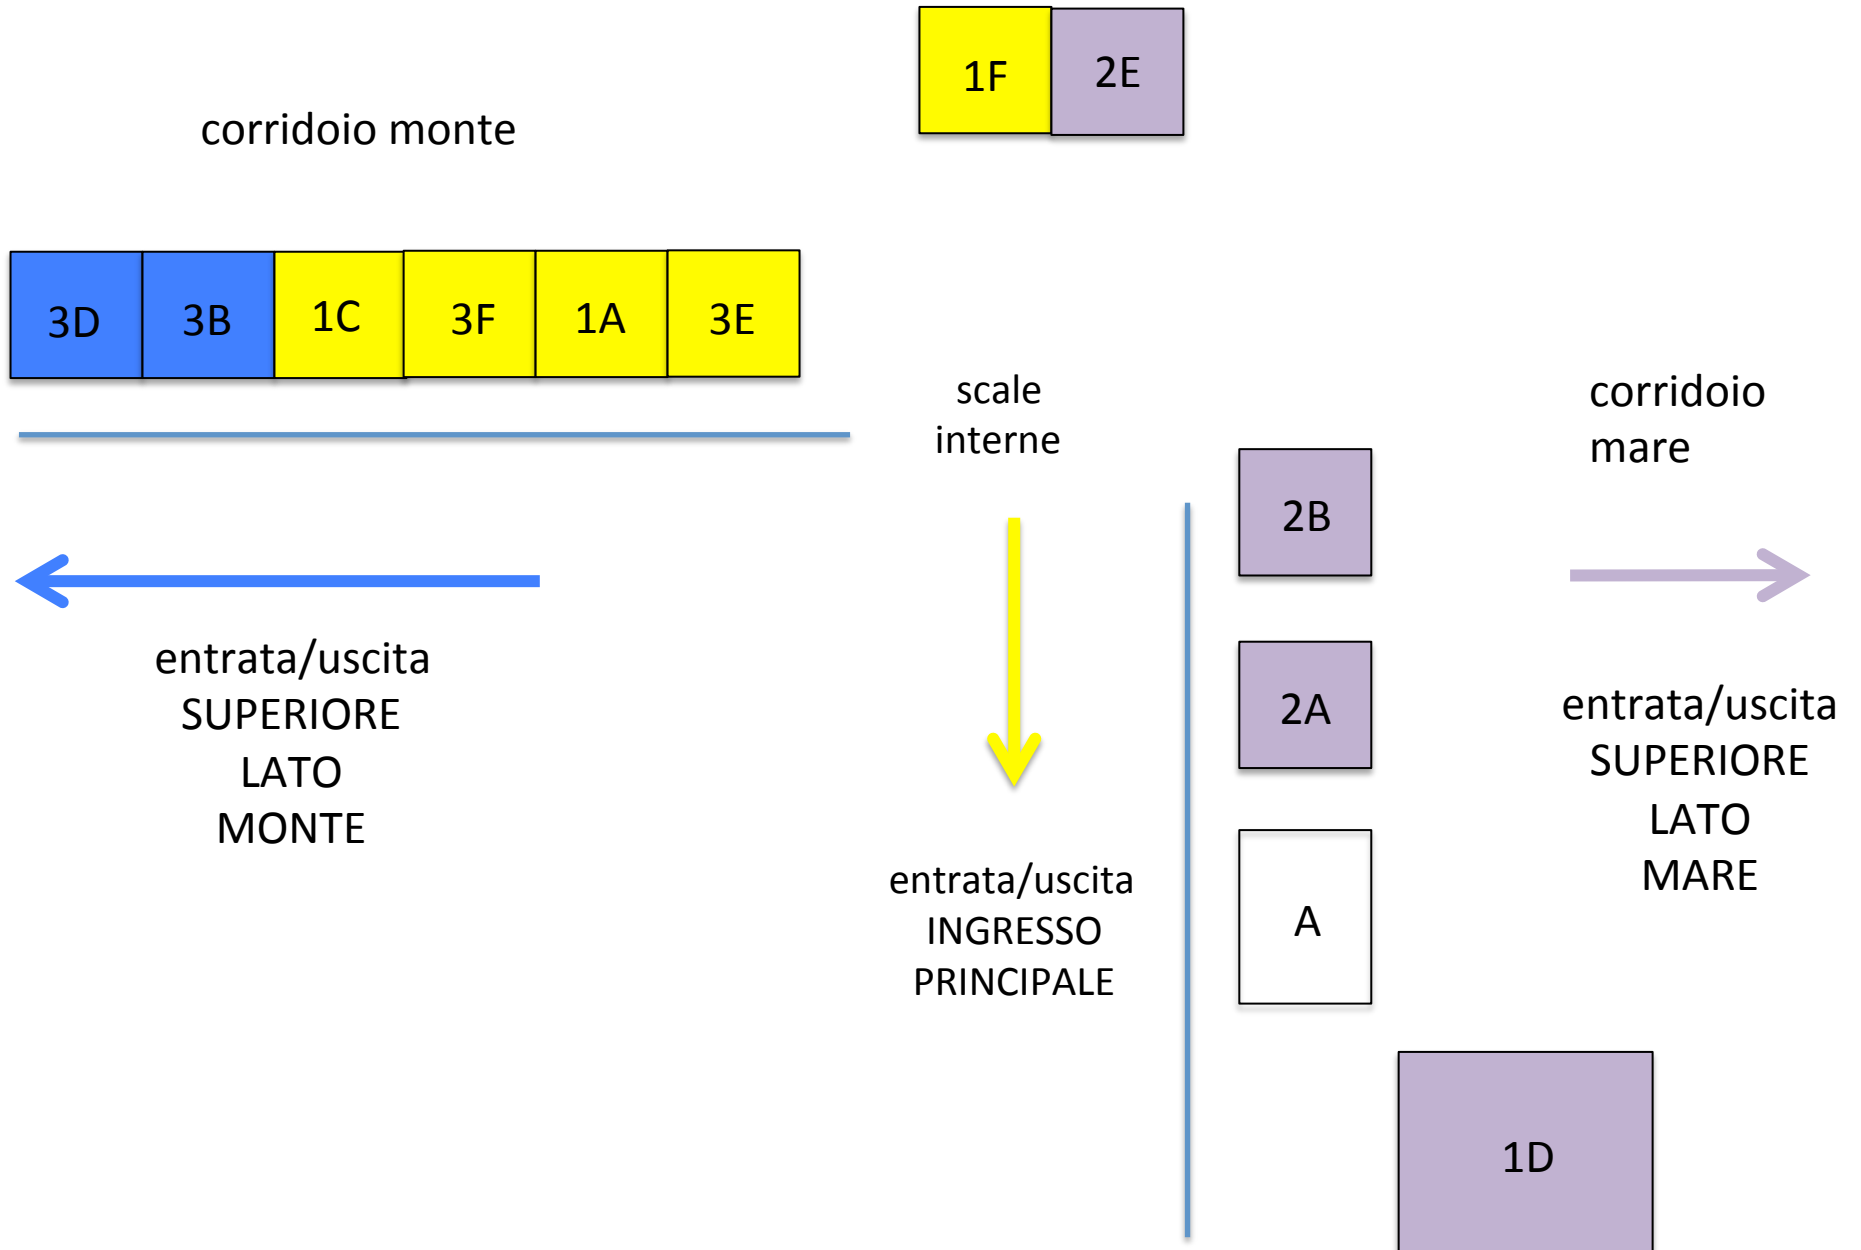 1F
2E
corridoio monte
3D
3B
1C
3F
1A
3E
scale
interne
corridoio
mare
2B
2A
A
1D
entrata/uscita
SUPERIORE
LATO
MONTE
entrata/uscita
INGRESSO
PRINCIPALE
entrata/uscita
SUPERIORE
LATO
MARE